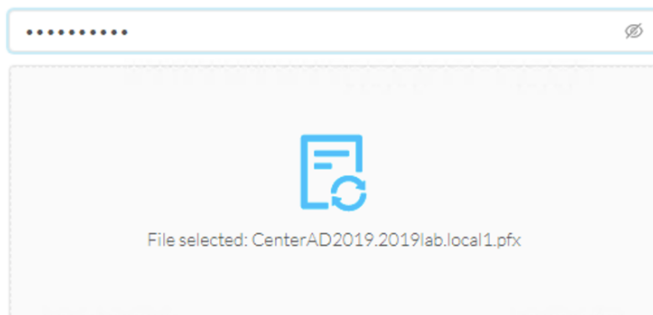 ••••••••••
File selected: CenterAD2019.2019lab.local1.pfx